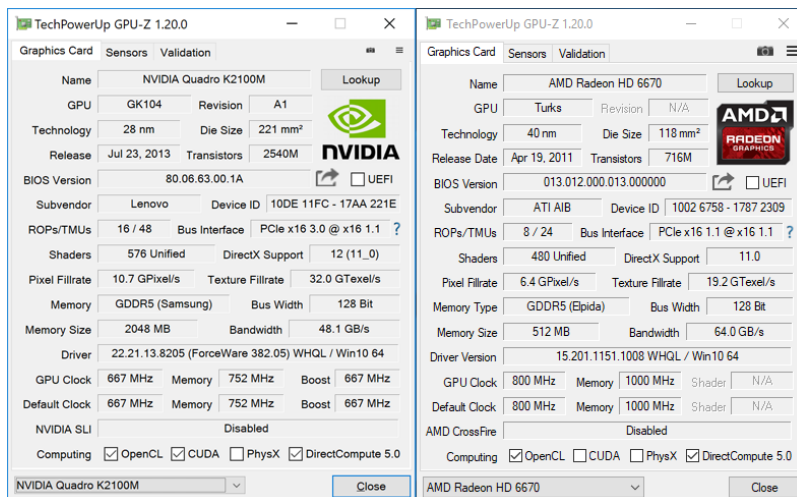 TechPowerUp GPU-Z 1.20.0
Graphics Card Sensors Validation
Name NVIDIA Quadro K2100M Lookup
GPU GK104 Revision A1
Technology 28 nm Die Size 221 mm²
Release Jul 23, 2013 Transistors 2540M
NVIDIA
BIOS Version 80.06.63.00.1A UEFI
Subvendor Lenovo Device ID 10DE 11FC - 17AA 221E
ROPs/TMUs 16 / 48 Bus Interface PCIe x16 3.0 @ x16 1.1 ?
Shaders 576 Unified DirectX Support 12 (11_0)
Pixel Fillrate 10.7 GPixel/s Texture Fillrate 32.0 GTexel/s
Memory GDDR5 (Samsung) Bus Width 128 Bit
Memory Size 2048 MB Bandwidth 48.1 GB/s
Driver 22.21.13.8205 (ForceWare 382.05) WHQL / Win10 64
GPU Clock 667 MHz Memory 752 MHz Boost 667 MHz
Default Clock 667 MHz Memory 752 MHz Boost 667 MHz
NVIDIA SLI Disabled
Computing OpenCL CUDA PhysX DirectCompute 5.0
NVIDIA Quadro K2100M Close
TechPowerUp GPU-Z 1.20.0
Graphics Card Sensors Validation
Name AMD Radeon HD 6670 Lookup
GPU Turks Revision N/A
AMD
RADEON
GRAPHICS
Technology 40 nm Die Size 118 mm²
Release Date Apr 19, 2011 Transistors 716M
BIOS Version 013.012.000.013.000000 UEFI
Subvendor ATI AIB Device ID 1002 6758 - 1787 2309
ROPs/TMUs 8 / 24 Bus Interface PCIe x16 1.1 @ x16 1.1 ?
Shaders 480 Unified DirectX Support 11.0
Pixel Fillrate 6.4 GPixel/s Texture Fillrate 19.2 GTexel/s
Memory Type GDDR5 (Elpida) Bus Width 128 Bit
Memory Size 512 MB Bandwidth 64.0 GB/s
Driver Version 15.201.1151.1008 WHQL / Win10 64
GPU Clock 800 MHz Memory 1000 MHz Shader N/A
Default Clock 800 MHz Memory 1000 MHz Shader N/A
AMD CrossFire Disabled
Computing OpenCL CUDA PhysX DirectCompute 5.0
AMD Radeon HD 6670 Close